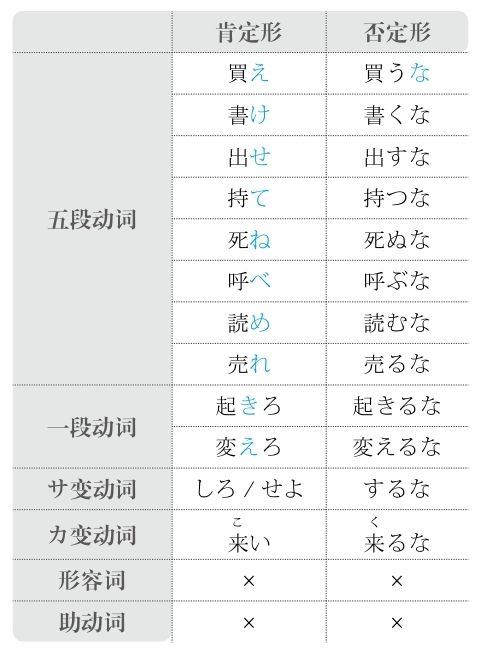 肯定形 否定形
買え 買うな
書け 書くな
出せ 出すな
持て 持つな
五段动词
死ね 死ぬな
呼べ 呼ぶな
読め 読むな
売れ 売るな
起きろ 起きるな
一段动词
変えろ 変えるな
サ变动词 しろ / せよ するな
こ く
カ变动词 来い 来るな
形容词 × ×
助动词 × ×